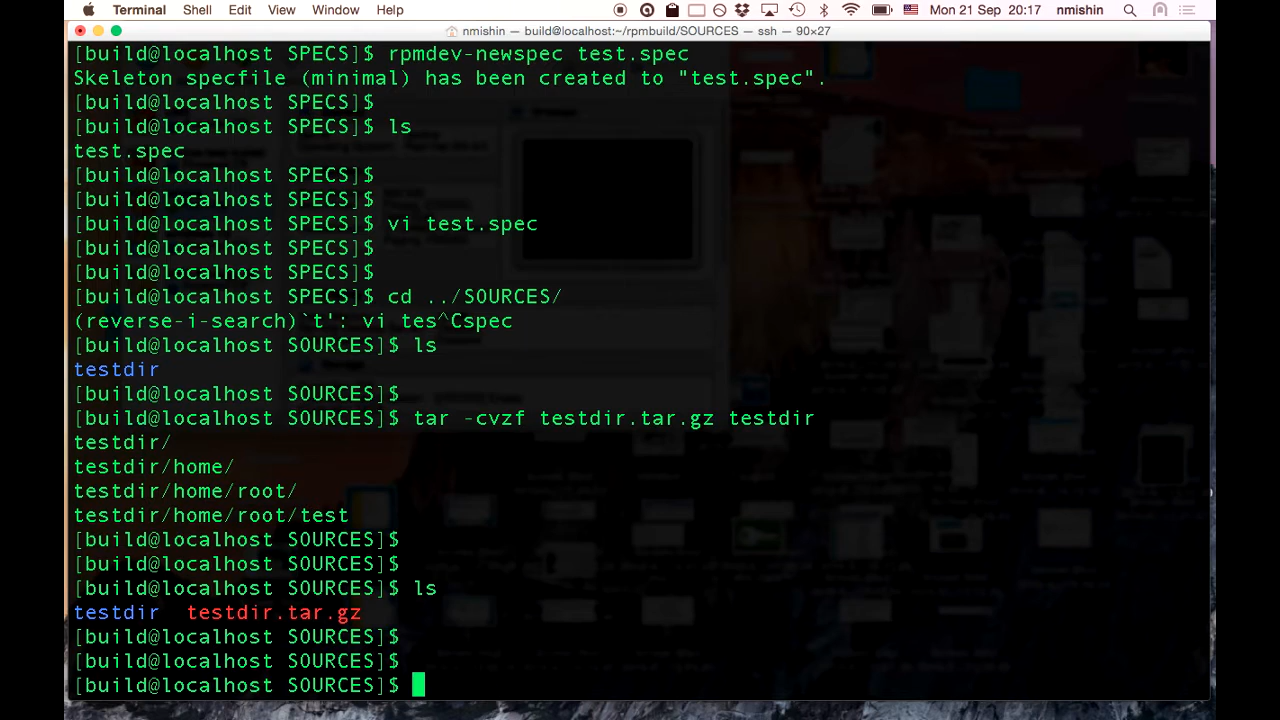 Terminal Shell Edit View Window Help Mon 21 Sep 20:17 nmishin
nmishin — build@localhost:~/rpmbuild/SOURCES — ssh — 90×27
[build@localhost SPECS]$ rpmdev-newspec test.spec
Skeleton specfile (minimal) has been created to "test.spec".
[build@localhost SPECS]$
[build@localhost SPECS]$ ls
test.spec
[build@localhost SPECS]$
[build@localhost SPECS]$
[build@localhost SPECS]$ vi test.spec
[build@localhost SPECS]$
[build@localhost SPECS]$
[build@localhost SPECS]$ cd ../SOURCES/
(reverse-i-search)`t': vi tes^Cspec
[build@localhost SOURCES]$ ls
testdir
[build@localhost SOURCES]$
[build@localhost SOURCES]$ tar -cvzf testdir.tar.gz testdir
testdir/
testdir/home/
testdir/home/root/
testdir/home/root/test
[build@localhost SOURCES]$
[build@localhost SOURCES]$
[build@localhost SOURCES]$ ls
testdir testdir.tar.gz
[build@localhost SOURCES]$
[build@localhost SOURCES]$
[build@localhost SOURCES]$